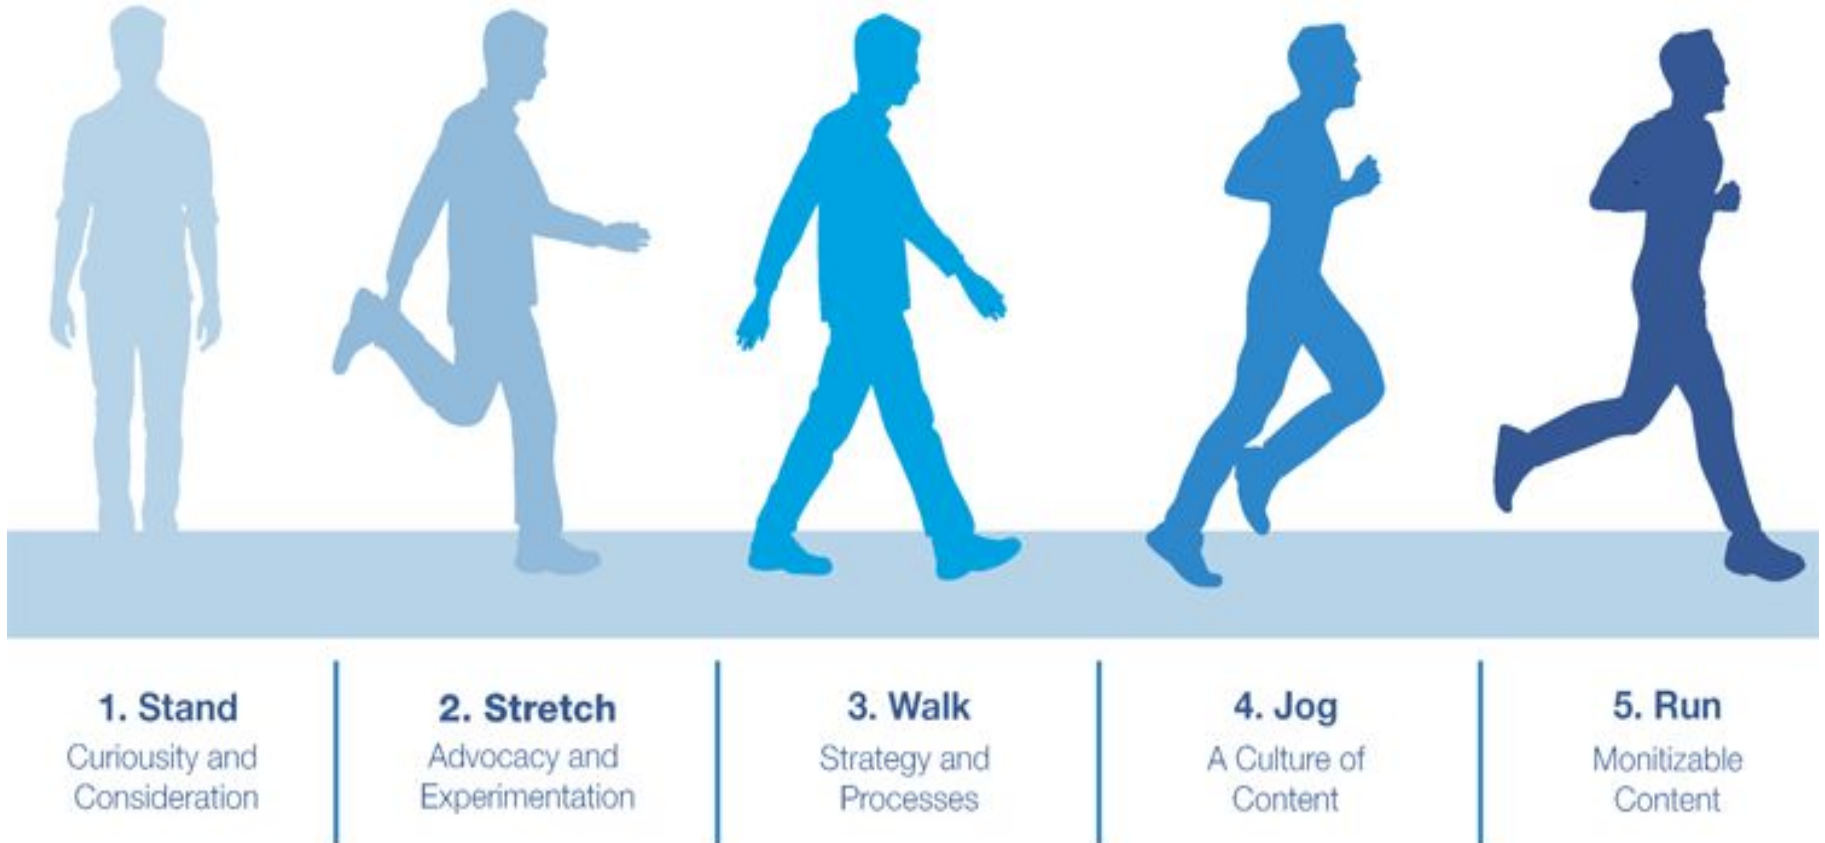 1. Stand
Curiousity and
Consideration
2. Stretch
Advocacy and
Experimentation
3. Walk
Strategy and
Processes
4. Jog
A Culture of
Content
5. Run
Monitizable
Content